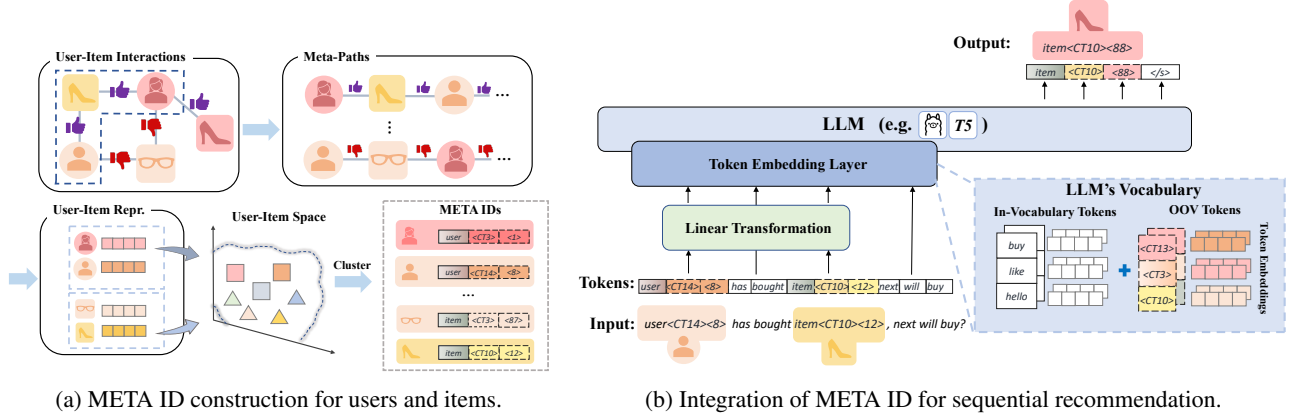 User-Item Interactions
Meta-Paths
...
...
...
User-Item Repr.
User-Item Space
Cluster
META IDs
user <CT3> <1>
user <CT14> <8>
...
item <CT3> <87>
item <CT10> <12>
(a) META ID construction for users and items.
Output:
item<CT10><88>
item <CT10> <88> </s>
LLM (e.g. T5 )
Token Embedding Layer
Linear Transformation
Tokens: user <CT14> <8> has bought item <CT10> <12> next will buy
Input: user<CT14><8> has bought item<CT10><12> , next will buy?
LLM's Vocabulary
In-Vocabulary Tokens
OOV Tokens
buy
like
hello
+
<CT13>
<CT3>
<CT10>
Token Embeddings
(b) Integration of META ID for sequential recommendation.